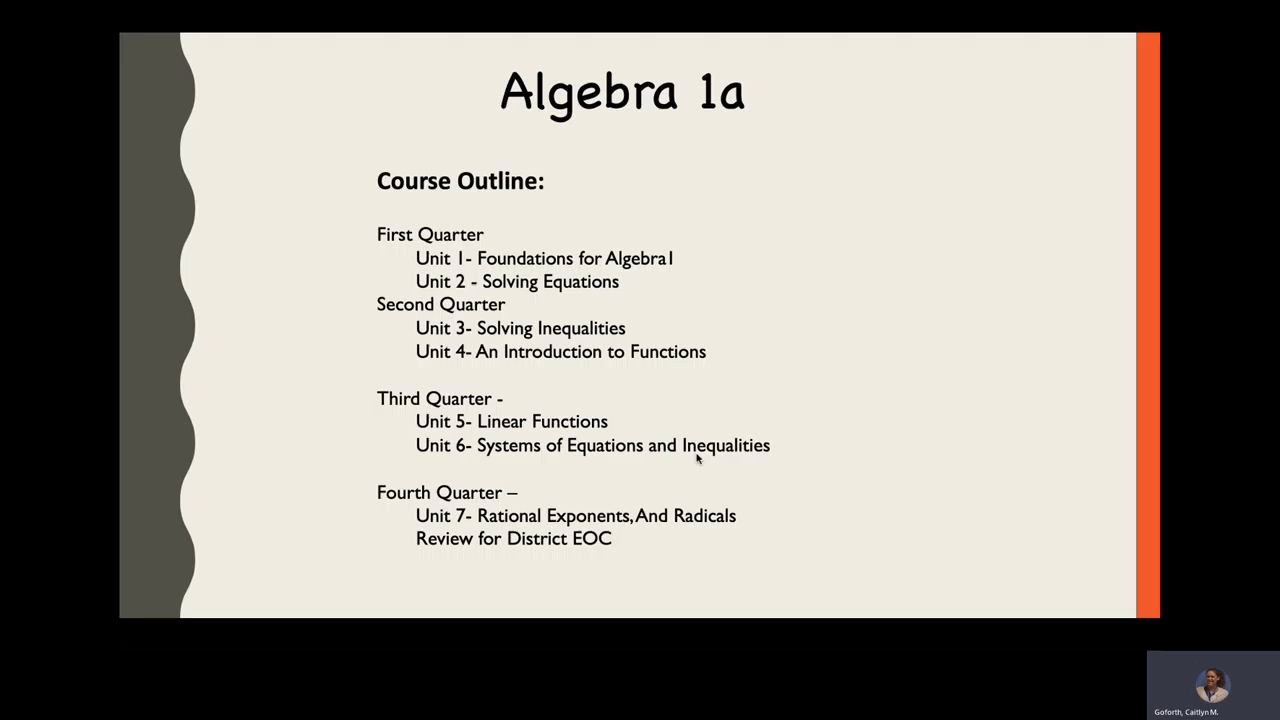 Algebra 1a
Course Outline:
First Quarter
Unit 1- Foundations for Algebra1
Unit 2 - Solving Equations
Second Quarter
Unit 3- Solving Inequalities
Unit 4- An Introduction to Functions
Third Quarter -
Unit 5- Linear Functions
Unit 6- Systems of Equations and Inequalities
Fourth Quarter –
Unit 7- Rational Exponents, And Radicals
Review for District EOC
Goforth, Caitlyn M.